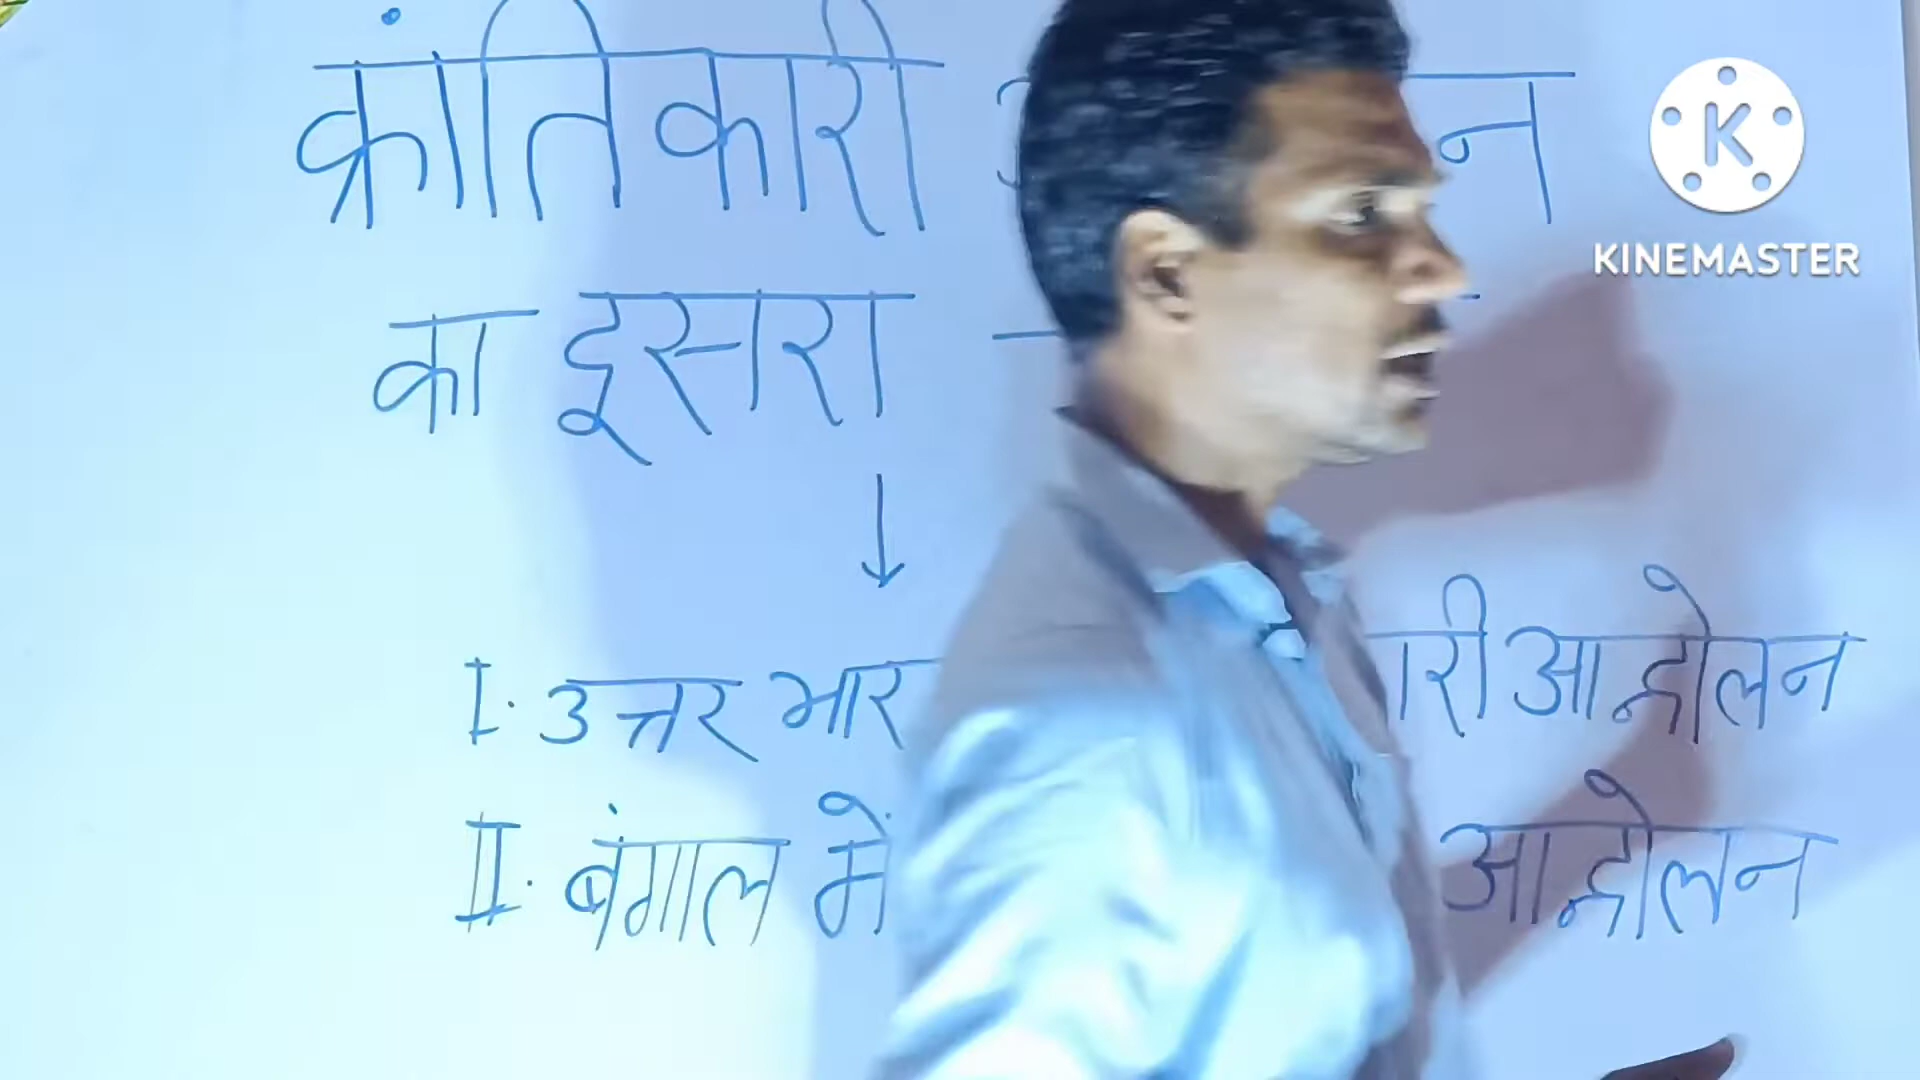 क्रांतिकारी
का दूसरा
I. उत्तर भार ारी आन्दोलन
II. बंगाल में आन्दोलन
K
KINEMASTER